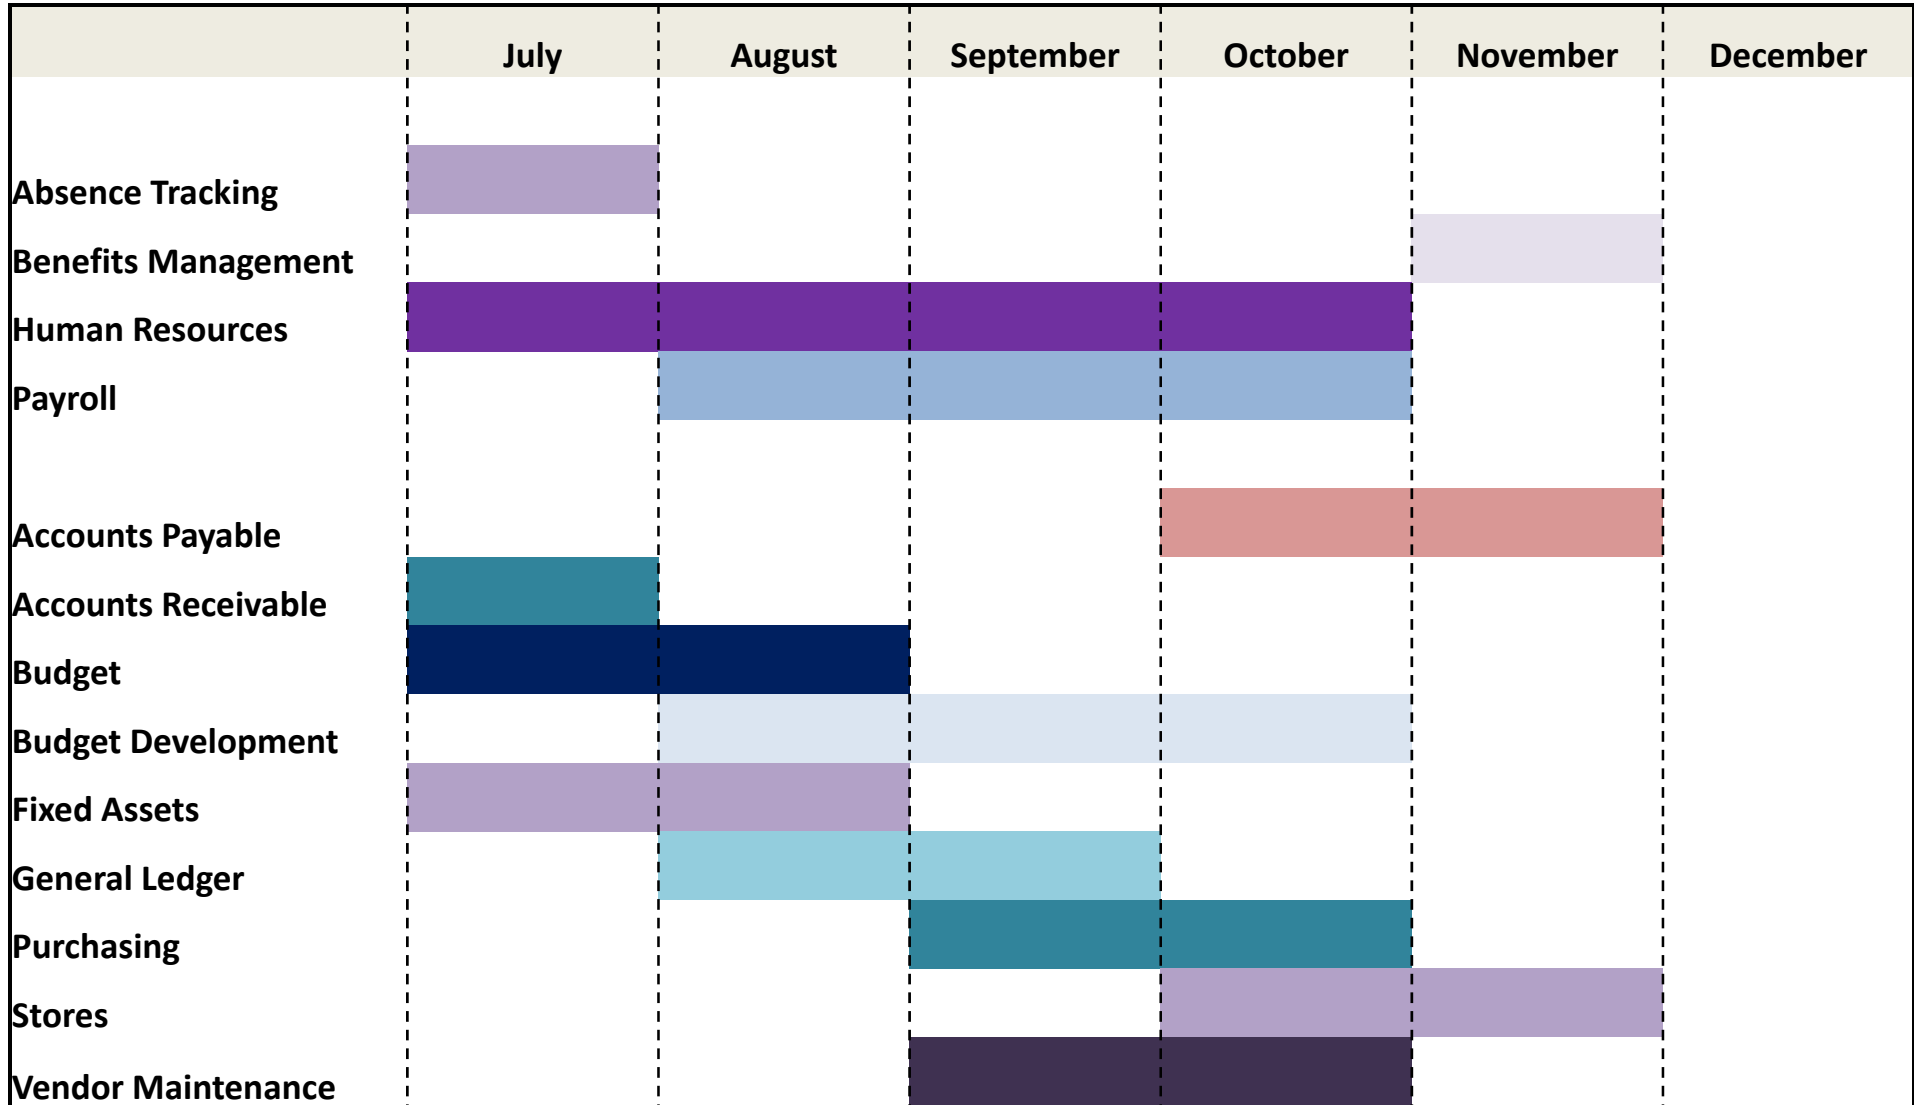 July August September October November December
Absence Tracking
Benefits Management
Human Resources
Payroll
Accounts Payable
Accounts Receivable
Budget
Budget Development
Fixed Assets
General Ledger
Purchasing
Stores
Vendor Maintenance